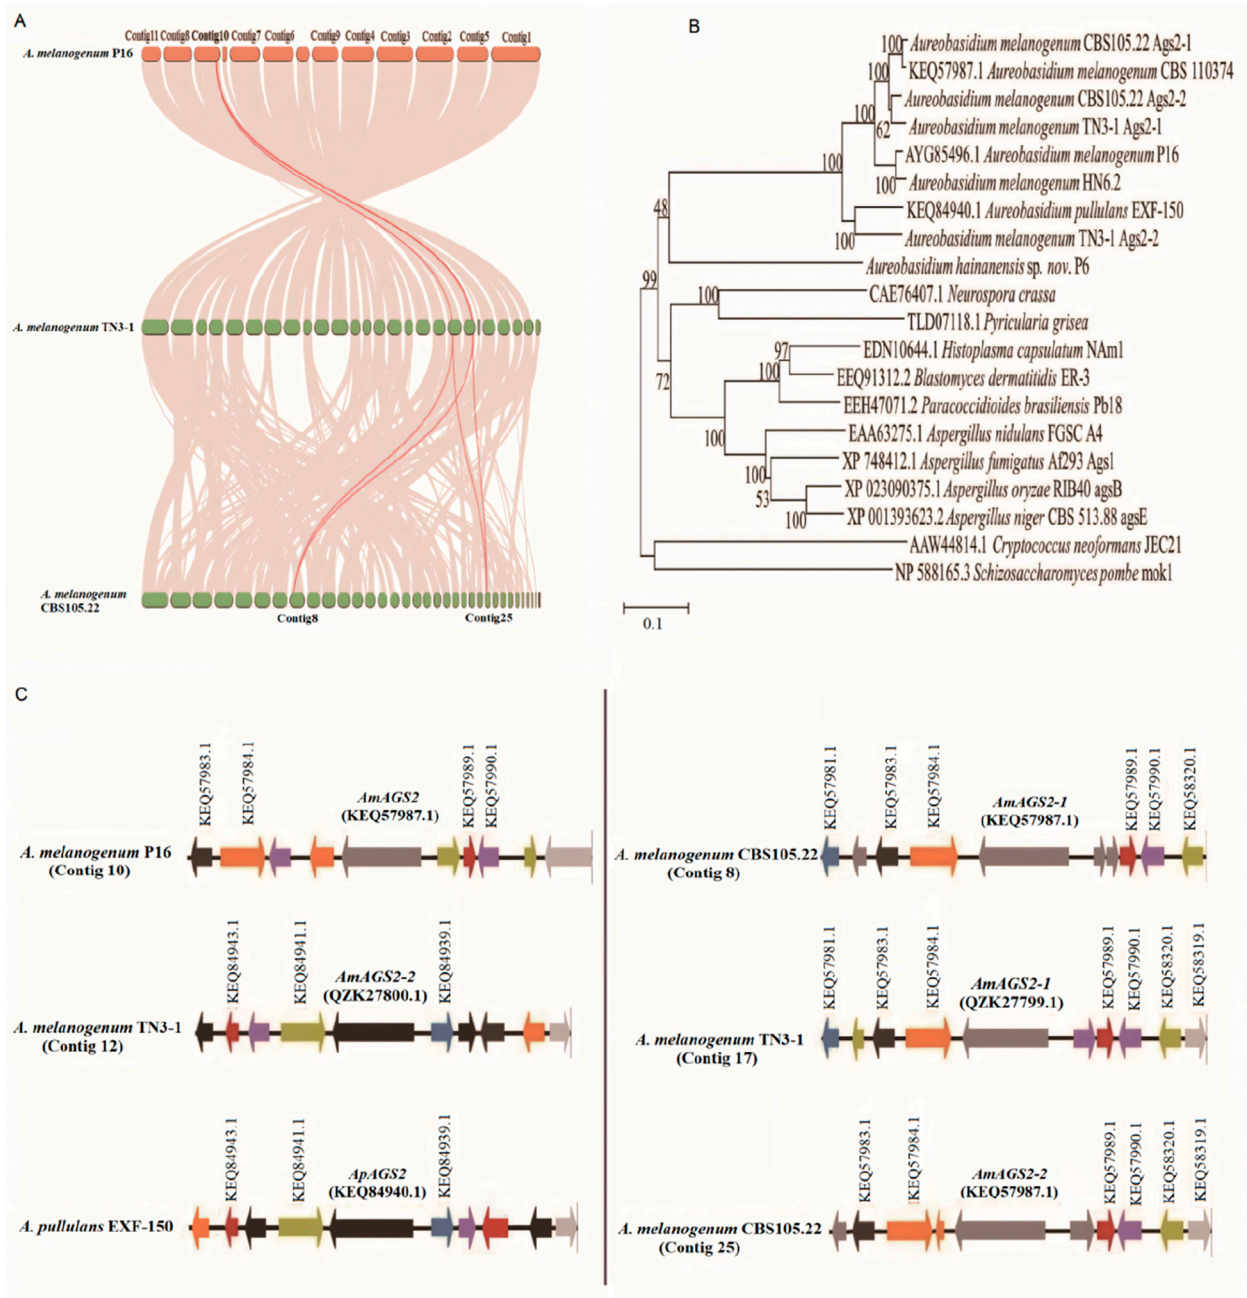 A
Contig11 Contig8 Contig10 Contig7 Contig6 Contig9 Contig4 Contig3 Contig2 Contig5 Contig1
A. melanogenum P16
A. melanogenum TN3-1
A. melanogenum
CBS105.22
Contig8
Contig25
B
100
Aureobasidium melanogenum CBS105.22 Ags2-1
100
KEQ57987.1 Aureobasidium melanogenum CBS 110374
Aureobasidium melanogenum CBS105.22 Ags2-2
100
62
Aureobasidium melanogenum TN3-1 Ags2-1
100
AYG85496.1 Aureobasidium melanogenum P16
100
Aureobasidium melanogenum HN6.2
48
KEQ84940.1 Aureobasidium pullulans EXF-150
100
Aureobasidium melanogenum TN3-1 Ags2-2
99
Aureobasidium hainanensis sp. nov. P6
100
CAE76407.1 Neurospora crassa
TLD07118.1 Pyricularia grisea
97
EDN10644.1 Histoplasma capsulatum NAm1
72
100
EEQ91312.2 Blastomyces dermatitidis ER-3
EEH47071.2 Paracoccidioides brasiliensis Pb18
100
EAA63275.1 Aspergillus nidulans FGSC A4
100
XP 748412.1 Aspergillus fumigatus Af293 Ags1
53
XP 023090375.1 Aspergillus oryzae RIB40 agsB
100
XP 001393623.2 Aspergillus niger CBS 513.88 agsE
AAW44814.1 Cryptococcus neoformans JEC21
NP 588165.3 Schizosaccharomyces pombe mok1
0.1
C
KEQ57983.1
KEQ57984.1
AmAGS2
(KEQ57987.1)
KEQ57989.1
KEQ57990.1
A. melanogenum P16
(Contig 10)
KEQ84943.1
KEQ84941.1
AmAGS2-2
(QZK27800.1)
KEQ84939.1
A. melanogenum TN3-1
(Contig 12)
KEQ84943.1
KEQ84941.1
ApAGS2
(KEQ84940.1)
KEQ84939.1
A. pullulans EXF-150
KEQ57981.1
KEQ57983.1
KEQ57984.1
AmAGS2-1
(KEQ57987.1)
KEQ57989.1
KEQ57990.1
KEQ58320.1
A. melanogenum CBS105.22
(Contig 8)
KEQ57981.1
KEQ57983.1
KEQ57984.1
AmAGS2-1
(QZK27799.1)
KEQ57989.1
KEQ57990.1
KEQ58320.1
KEQ58319.1
A. melanogenum TN3-1
(Contig 17)
KEQ57983.1
KEQ57984.1
AmAGS2-2
(KEQ57987.1)
KEQ57989.1
KEQ57990.1
KEQ58320.1
KEQ58319.1
A. melanogenum CBS105.22
(Contig 25)